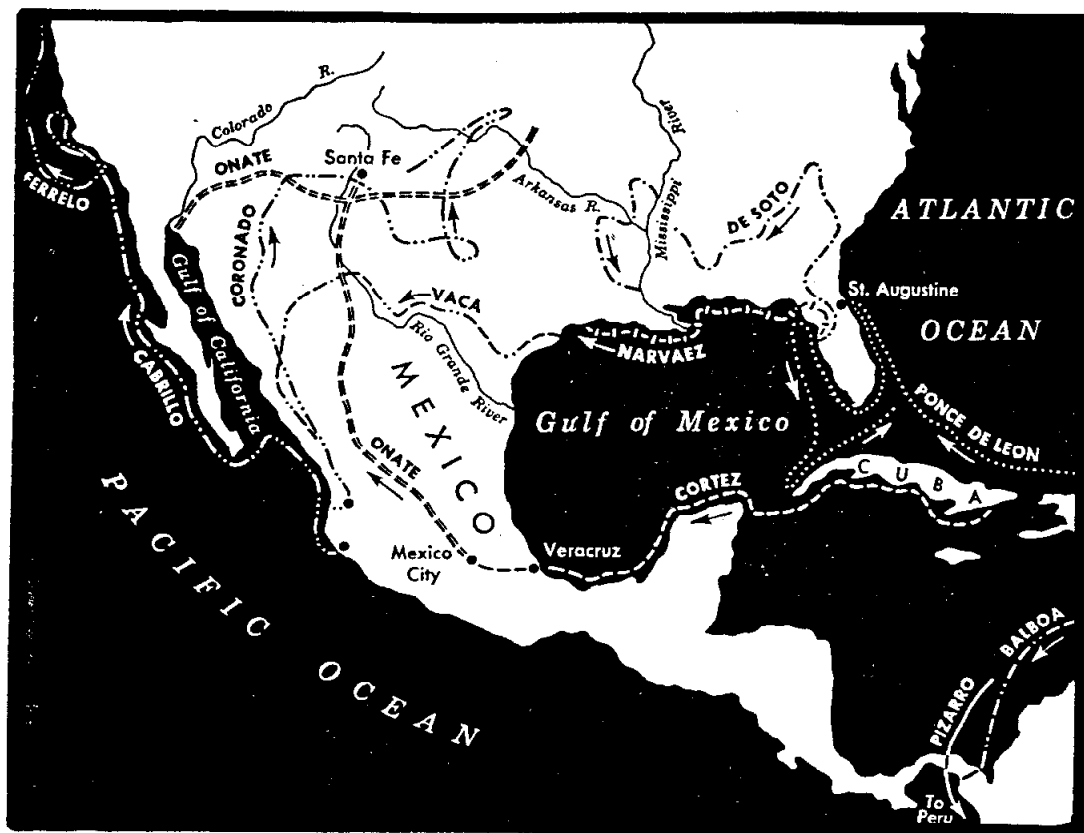 Colorado R.
ONATE
Santa Fe
FERRELO
Arkansas R.
Mississippi River
DE SOTO
ATLANTIC
OCEAN
St. Augustine
CORONADO
Gulf of California
VACA
Rio Grande River
NARVAEZ
CABRILLO
MEXICO
Gulf of Mexico
PONCE DE LEON
ONATE
CORTEZ
CUBA
Mexico
City
Veracruz
PACIFIC OCEAN
BALBOA
PIZARRO
To
Peru